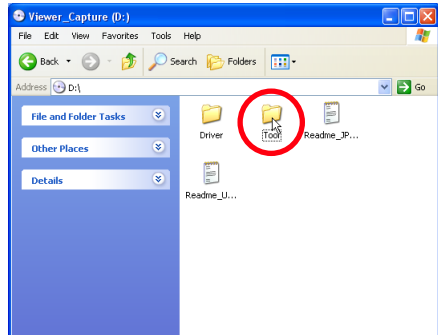 Viewer_Capture (D:)
File Edit View Favorites Tools Help
Back Search Folders
Address D:\ Go
File and Folder Tasks
Other Places
Details
Driver Tool Readme_JP...
Readme_U...